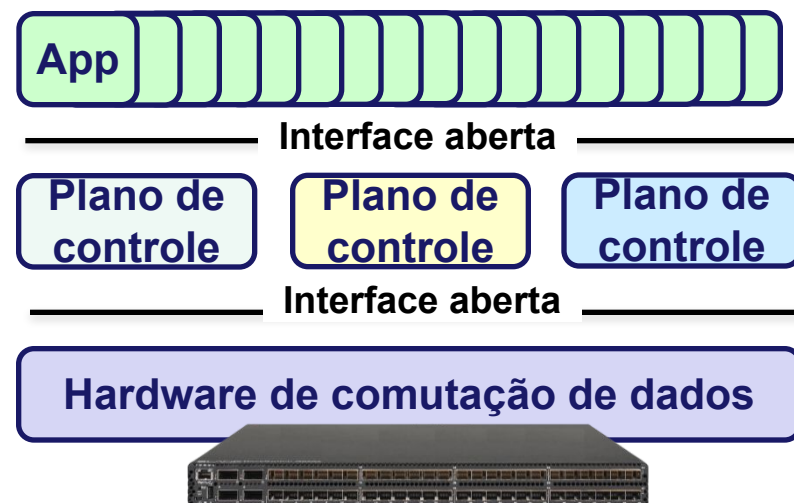 App
Interface aberta
Plano de controle
Plano de controle
Plano de controle
Interface aberta
Hardware de comutação de dados